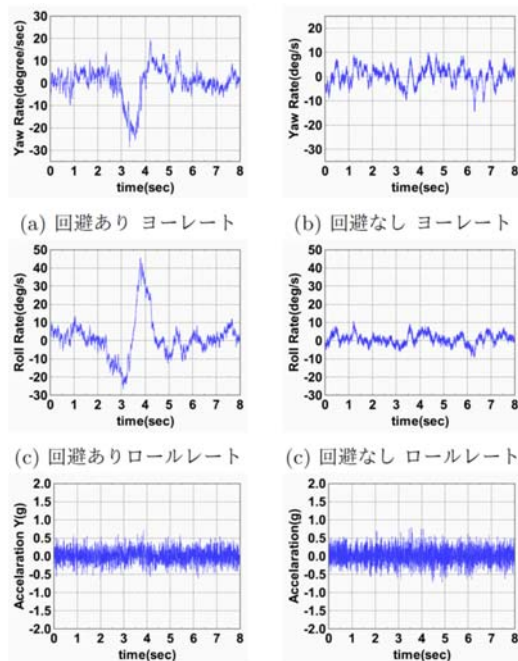 30
20
10
0
-10
-20
-30
Yaw Rate(degree/sec)
0 1 2 3 4 5 6 7 8
time(sec)
30
20
10
0
-10
-20
-30
Yaw Rate(deg/s)
0 1 2 3 4 5 6 7 8
time(sec)
(a) 回避あり ヨーレート
(b) 回避なし ヨーレート
50
40
30
20
10
0
-10
-20
-30
Roll Rate(deg/s)
0 1 2 3 4 5 6 7 8
time(sec)
50
40
30
20
10
0
-10
-20
-30
Roll Rate(deg/s)
0 1 2 3 4 5 6 7 8
time(sec)
(c) 回避ありロールレート
(c) 回避なし ロールレート
2.0
1.5
1.0
0.5
0.0
-0.5
-1.0
-1.5
-2.0
Accelaration Y(g)
0 1 2 3 4 5 6 7 8
time(sec)
2.0
1.5
1.0
0.5
0.0
-0.5
-1.0
-1.5
-2.0
Accelaration(g)
0 1 2 3 4 5 6 7 8
time(sec)